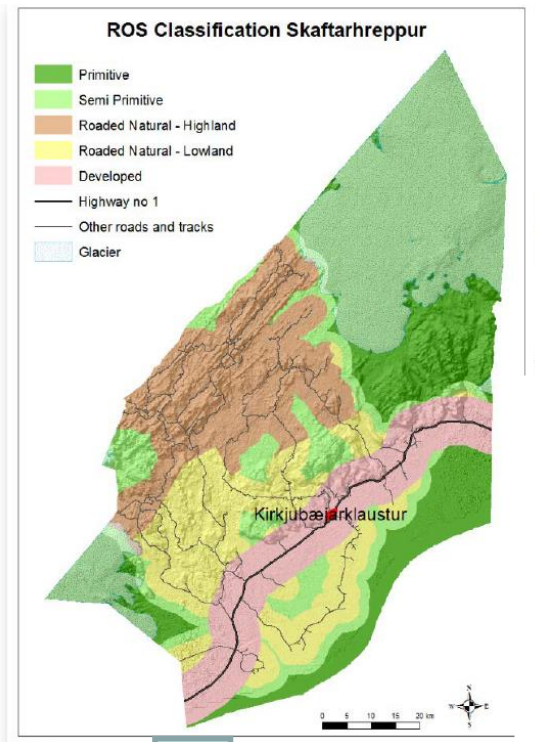 ROS Classification Skaftarhreppur
Primitive
Semi Primitive
Roaded Natural - Highland
Roaded Natural - Lowland
Developed
Highway no 1
Other roads and tracks
Glacier
Kirkjubæjarklaustur
N
W E
S
0 5 10 15 20 km